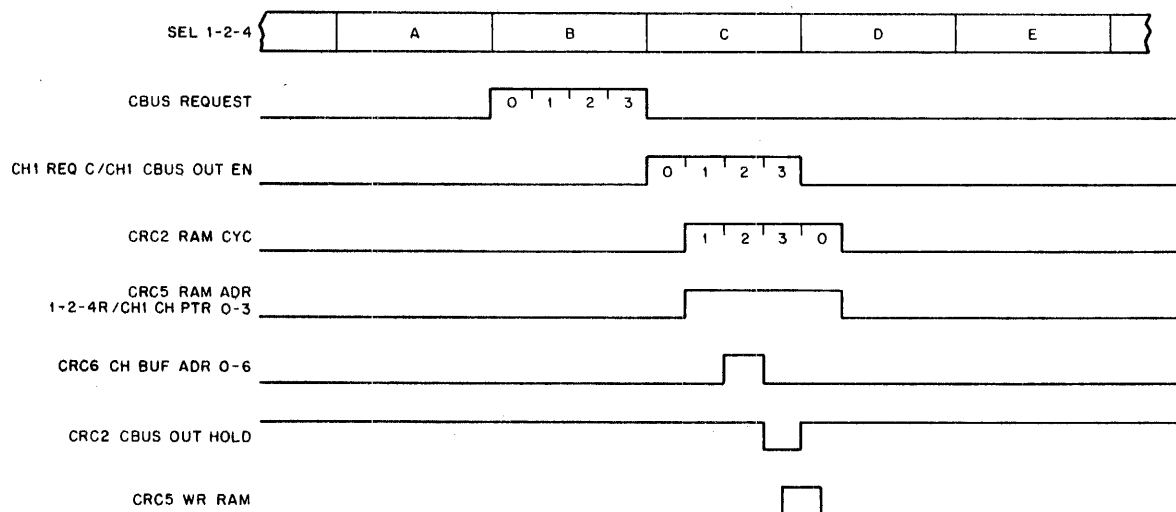 SEL 1-2-4 A B C D E
CBUS REQUEST 0 1 2 3
CH1 REQ C/CH1 CBUS OUT EN 0 1 2 3
CRC2 RAM CYC 1 2 3 0
CRC5 RAM ADR
1-2-4R/CH1 CH PTR 0-3
CRC6 CH BUF ADR 0-6
CRC2 CBUS OUT HOLD
CRC5 WR RAM